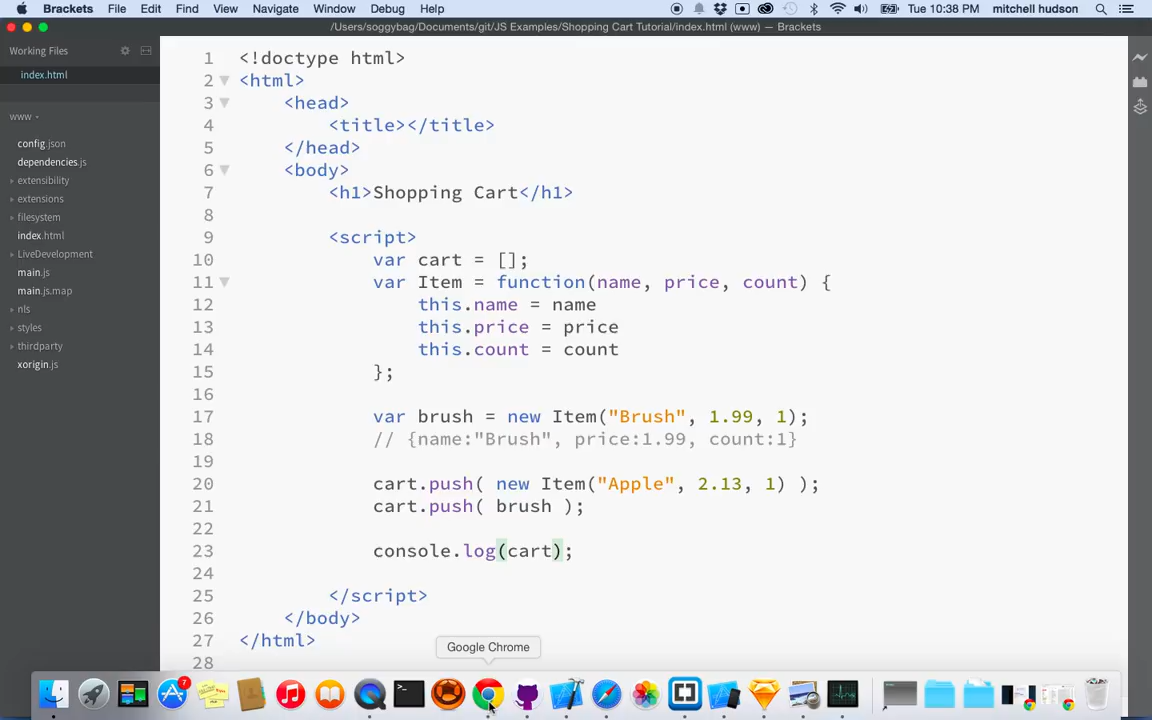 Brackets File Edit Find View Navigate Window Debug Help Tue 10:38 PM mitchell hudson
/Users/soggybag/Documents/git/JS Examples/Shopping Cart Tutorial/index.html (www) — Brackets
Working Files
index.html
www
config.json
dependencies.js
extensibility
extensions
filesystem
index.html
LiveDevelopment
main.js
main.js.map
nls
styles
thirdparty
xorigin.js
1 <!doctype html>
2 <html>
3 <head>
4 <title></title>
5 </head>
6 <body>
7 <h1>Shopping Cart</h1>
8
9 <script>
10 var cart = [];
11 var Item = function(name, price, count) {
12 this.name = name
13 this.price = price
14 this.count = count
15 };
16
17 var brush = new Item("Brush", 1.99, 1);
18 // {name:"Brush", price:1.99, count:1}
19
20 cart.push( new Item("Apple", 2.13, 1) );
21 cart.push( brush );
22
23 console.log(cart);
24
25 </script>
26 </body>
27 </html>
28
Google Chrome
7